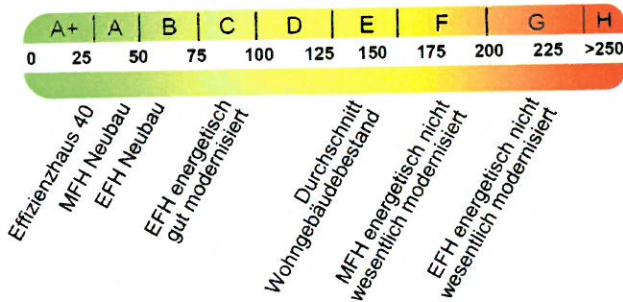 A+ A B C D E F G H
0 25 50 75 100 125 150 175 200 225 >250
Effizienzhaus 40
MFH Neubau
EFH Neubau
EFH energetisch
gut modernisiert
Durchschnitt
Wohngebäudebestand
MFH energetisch nicht
wesentlich modernisiert
EFH energetisch nicht
wesentlich modernisiert